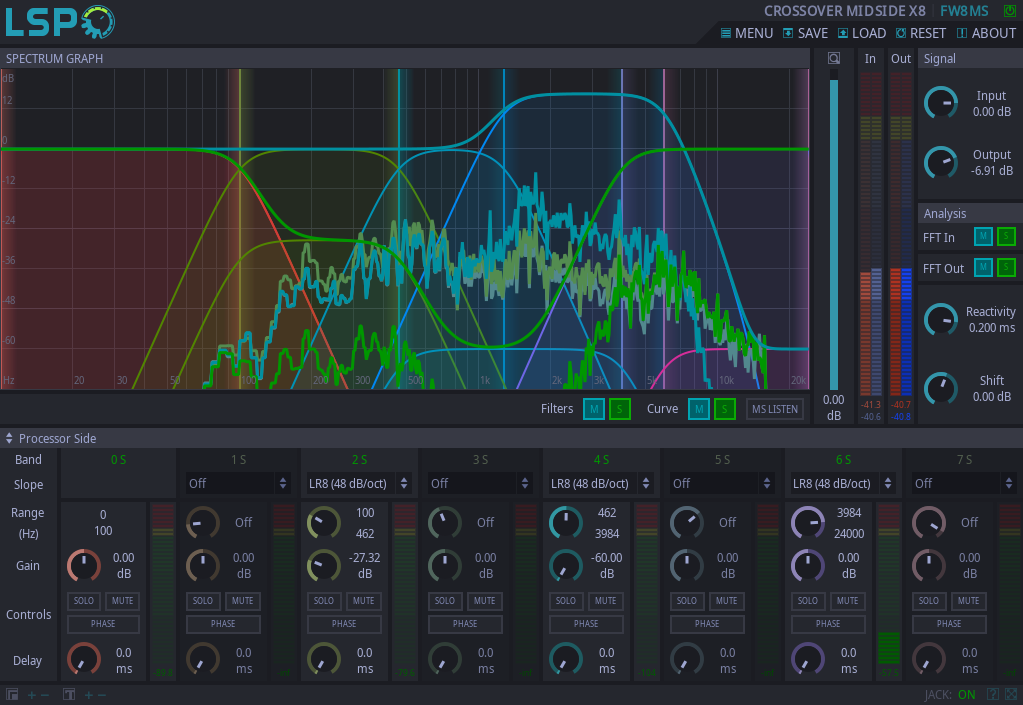 LSP
CROSSOVER MIDSIDE X8 FW8MS
MENU SAVE LOAD RESET ABOUT
SPECTRUM GRAPH
In Out
Signal
dB
12
0
-12
-24
-36
-48
-60
Hz 20 30 50 100 200 300 500 1k 2k 3k 5k 10k 20k
Input
0.00 dB
Output
-6.91 dB
Analysis
FFT In M S
FFT Out M S
Reactivity
0.200 ms
Shift
0.00 dB
0.00
dB
-41.3 -40.7
-40.6 -40.8
Filters M S Curve M S MS LISTEN
Processor Side
Band 0 S 1 S 2 S 3 S 4 S 5 S 6 S 7 S
Slope Off LR8 (48 dB/oct) Off LR8 (48 dB/oct) Off LR8 (48 dB/oct) Off
Range
(Hz)
0
100
Off
100
462
Off
462
3984
Off
3984
24000
Off
Gain
0.00 0.00 -27.32 0.00 -60.00 0.00 0.00 0.00
dB dB dB dB dB dB dB dB
Controls
SOLO MUTE SOLO MUTE SOLO MUTE SOLO MUTE SOLO MUTE SOLO MUTE SOLO MUTE SOLO MUTE
PHASE PHASE PHASE PHASE PHASE PHASE PHASE PHASE
Delay
0.0 0.0 0.0 0.0 0.0 0.0 0.0 0.0
ms ms ms ms ms ms ms ms
JACK: ON